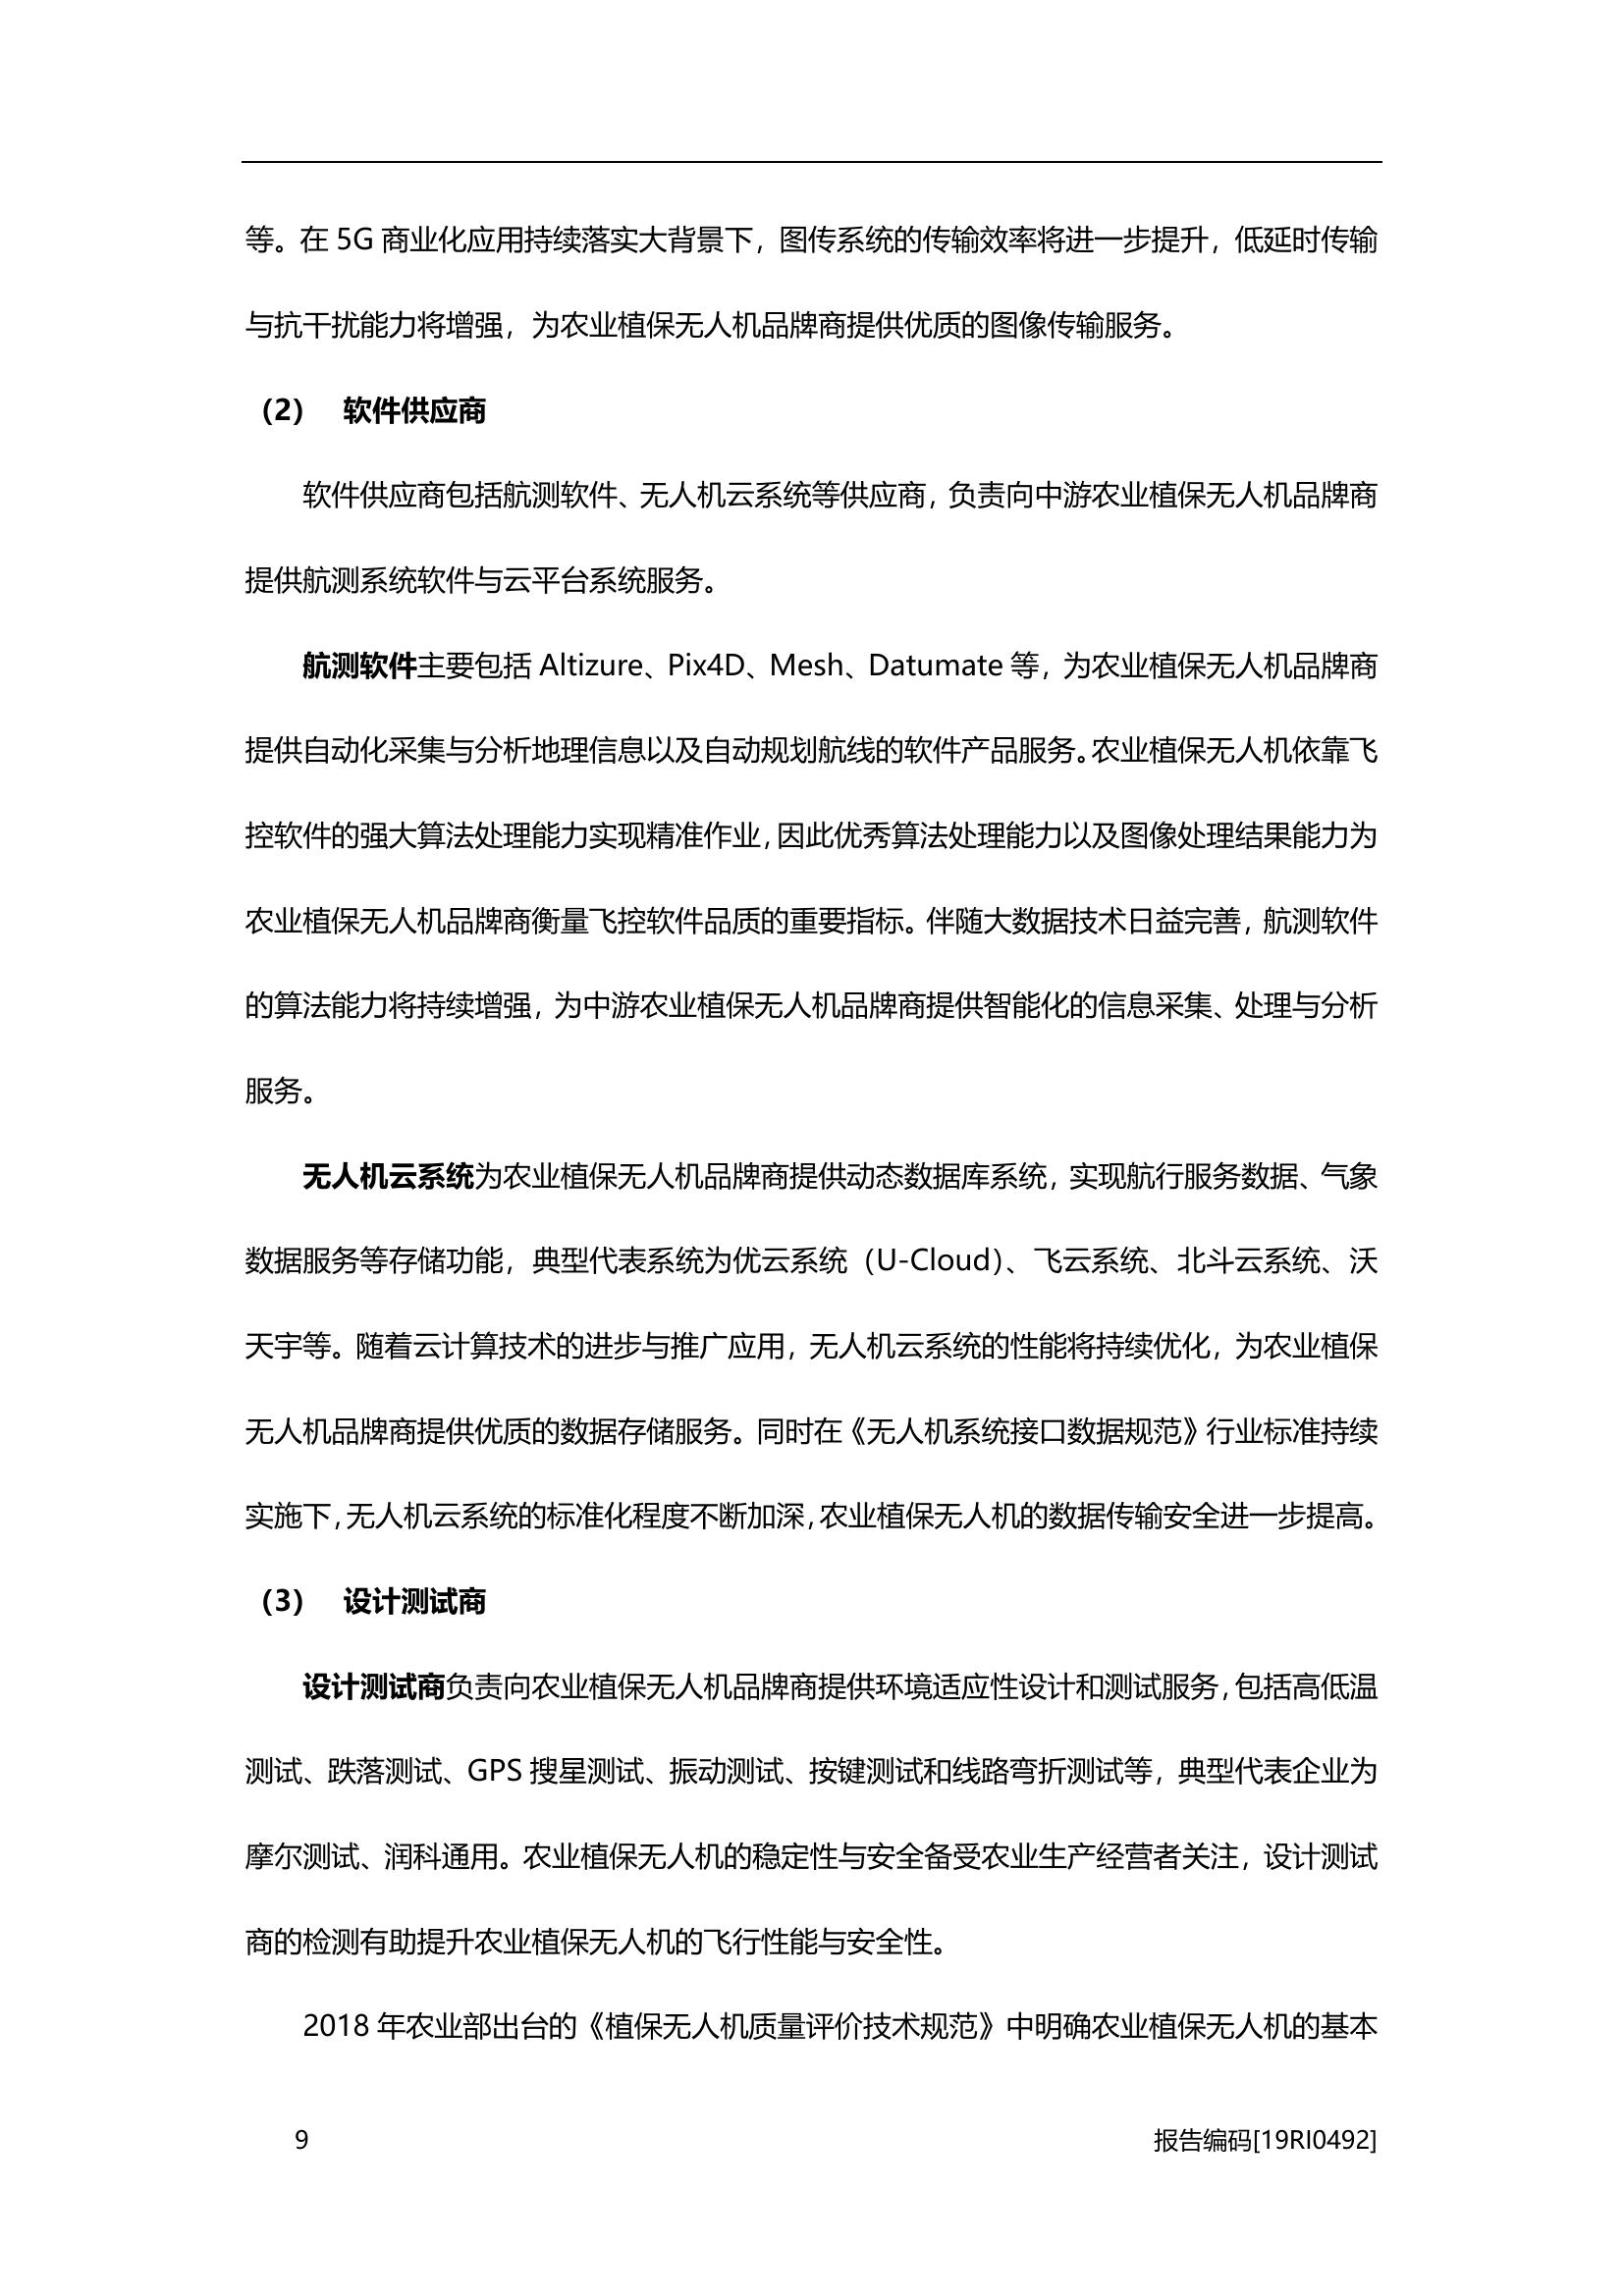 等。在 5G 商业化应用持续落实大背景下，图传系统的传输效率将进一步提升，低延时传输
与抗干扰能力将增强，为农业植保无人机品牌商提供优质的图像传输服务。
（2） 软件供应商
软件供应商包括航测软件、无人机云系统等供应商，负责向中游农业植保无人机品牌商
提供航测系统软件与云平台系统服务。
航测软件主要包括 Altizure、Pix4D、Mesh、Datumate 等，为农业植保无人机品牌商
提供自动化采集与分析地理信息以及自动规划航线的软件产品服务。农业植保无人机依靠飞
控软件的强大算法处理能力实现精准作业，因此优秀算法处理能力以及图像处理结果能力为
农业植保无人机品牌商衡量飞控软件品质的重要指标。伴随大数据技术日益完善，航测软件
的算法能力将持续增强，为中游农业植保无人机品牌商提供智能化的信息采集、处理与分析
服务。
无人机云系统为农业植保无人机品牌商提供动态数据库系统，实现航行服务数据、气象
数据服务等存储功能，典型代表系统为优云系统（U-Cloud）、飞云系统、北斗云系统、沃
天宇等。随着云计算技术的进步与推广应用，无人机云系统的性能将持续优化，为农业植保
无人机品牌商提供优质的数据存储服务。同时在《无人机系统接口数据规范》行业标准持续
实施下，无人机云系统的标准化程度不断加深，农业植保无人机的数据传输安全进一步提高。
（3） 设计测试商
设计测试商负责向农业植保无人机品牌商提供环境适应性设计和测试服务，包括高低温
测试、跌落测试、GPS 搜星测试、振动测试、按键测试和线路弯折测试等，典型代表企业为
摩尔测试、润科通用。农业植保无人机的稳定性与安全备受农业生产经营者关注，设计测试
商的检测有助提升农业植保无人机的飞行性能与安全性。
2018 年农业部出台的《植保无人机质量评价技术规范》中明确农业植保无人机的基本
9 报告编码[19RI0492]